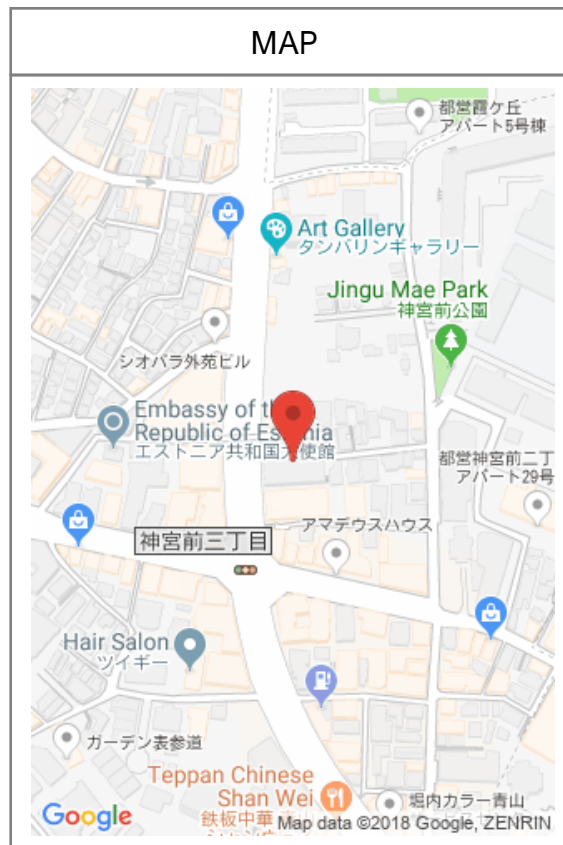 MAP
都営霞ケ丘
アパート5号棟
Art Gallery
タンバリンギャラリー
Jingu Mae Park
神宮前公園
シオバラ外苑ビル
Embassy of the
Republic of Estonia
エストニア共和国大使館
都営神宮前二丁
アパート29号
神宮前三丁目
アマデウスハウス
Hair Salon
ツイギー
ガーデン表参道
Teppan Chinese
Shan Wei
鉄板中華
堀内カラー青山
Google
Map data ©2018 Google, ZENRIN